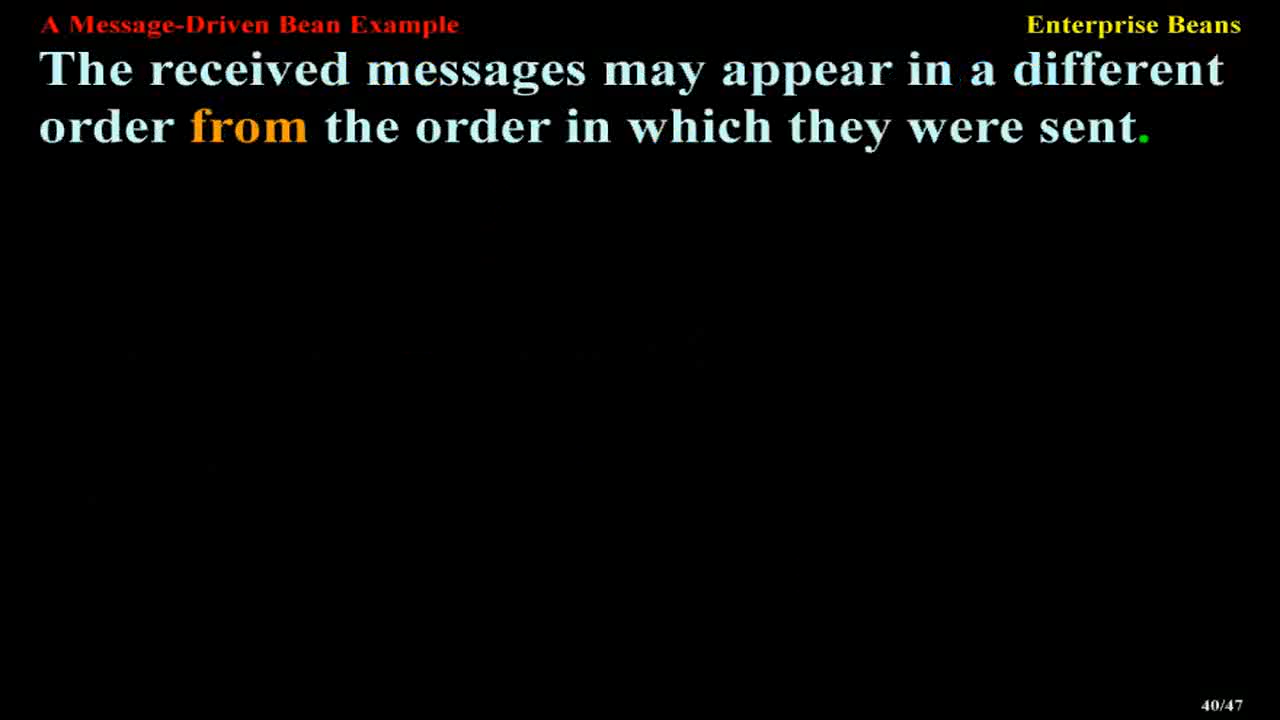 A Message-Driven Bean Example Enterprise Beans
The received messages may appear in a different
order from the order in which they were sent.
40/47